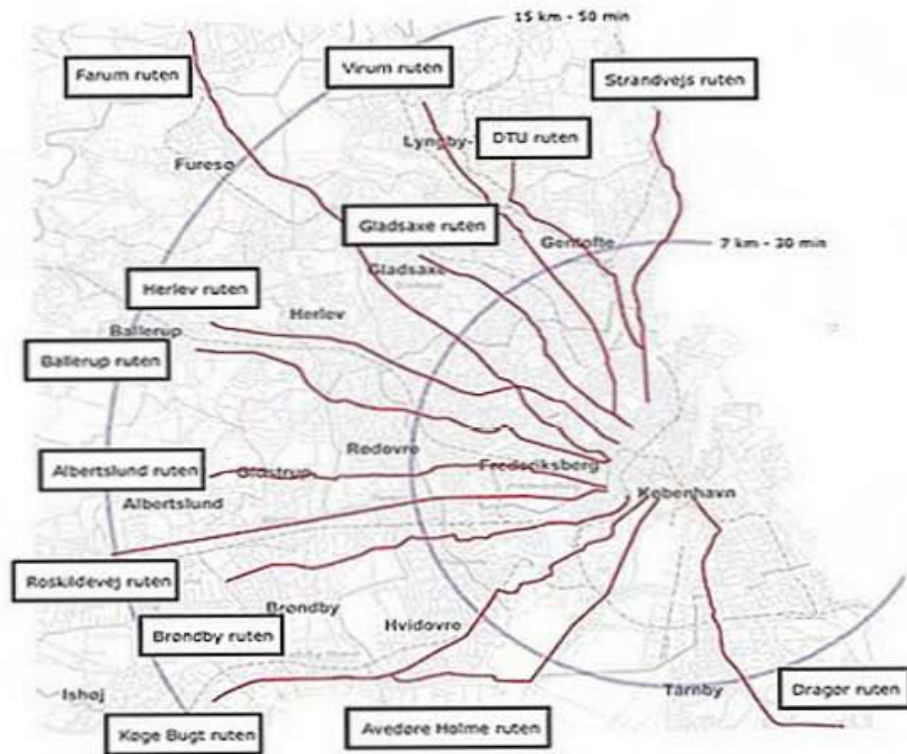 15 km - 50 min
Farum ruten
Virum ruten
Strandvejs ruten
Lyngby-
DTU ruten
Furesø
Gladsaxe ruten
Gentofte
7 km - 30 min
Gladsaxe
Herlev ruten
Herlev
Ballerup
Ballerup ruten
Rødovre
Albertslund ruten
Glostrup
Frederiksberg
København
Albertslund
Roskildevej ruten
Brøndby
Hvidovre
Brøndby ruten
Ishøj
Tårnby
Dragør ruten
Køge Bugt ruten
Avedøre Holme ruten